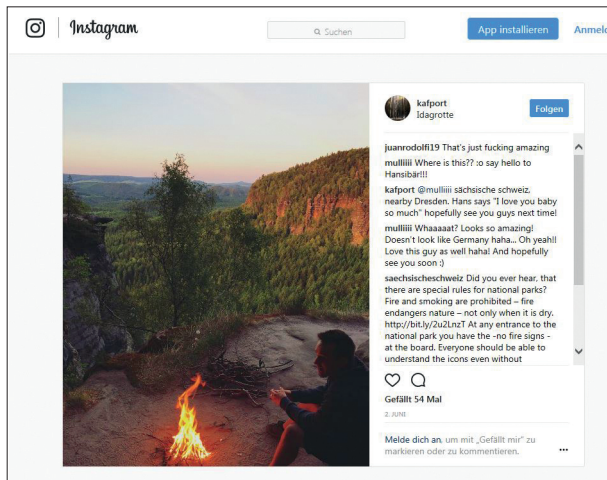 Instagram
Suchen
App installieren
Anmeld
kafport
Idagrotte
Folgen
juanrodolfi19 That's just fucking amazing
mulliiii Where is this?? :o say hello to
Hansibär!!!
kafport @mulliiii sächsische schweiz,
nearby Dresden. Hans says "I love you baby
so much" hopefully see you guys next time!
mulliiii Whaaaaat? Looks so amazing!
Doesn't look like Germany haha... Oh yeah!!
Love this guy as well haha! And hopefully
see you soon :)
saechsischeschweiz Did you ever hear, that
there are special rules for national parks?
Fire and smoking are prohibited – fire
endangers nature – not only when it is dry.
http://bit.ly/2u2LnzT At any entrance to the
national park you have the -no fire signs -
at the board. Everyone should be able to
understand the icons even without
Gefällt 54 Mal
2. JUNI
Melde dich an, um mit „Gefällt mir“ zu
markieren oder zu kommentieren.